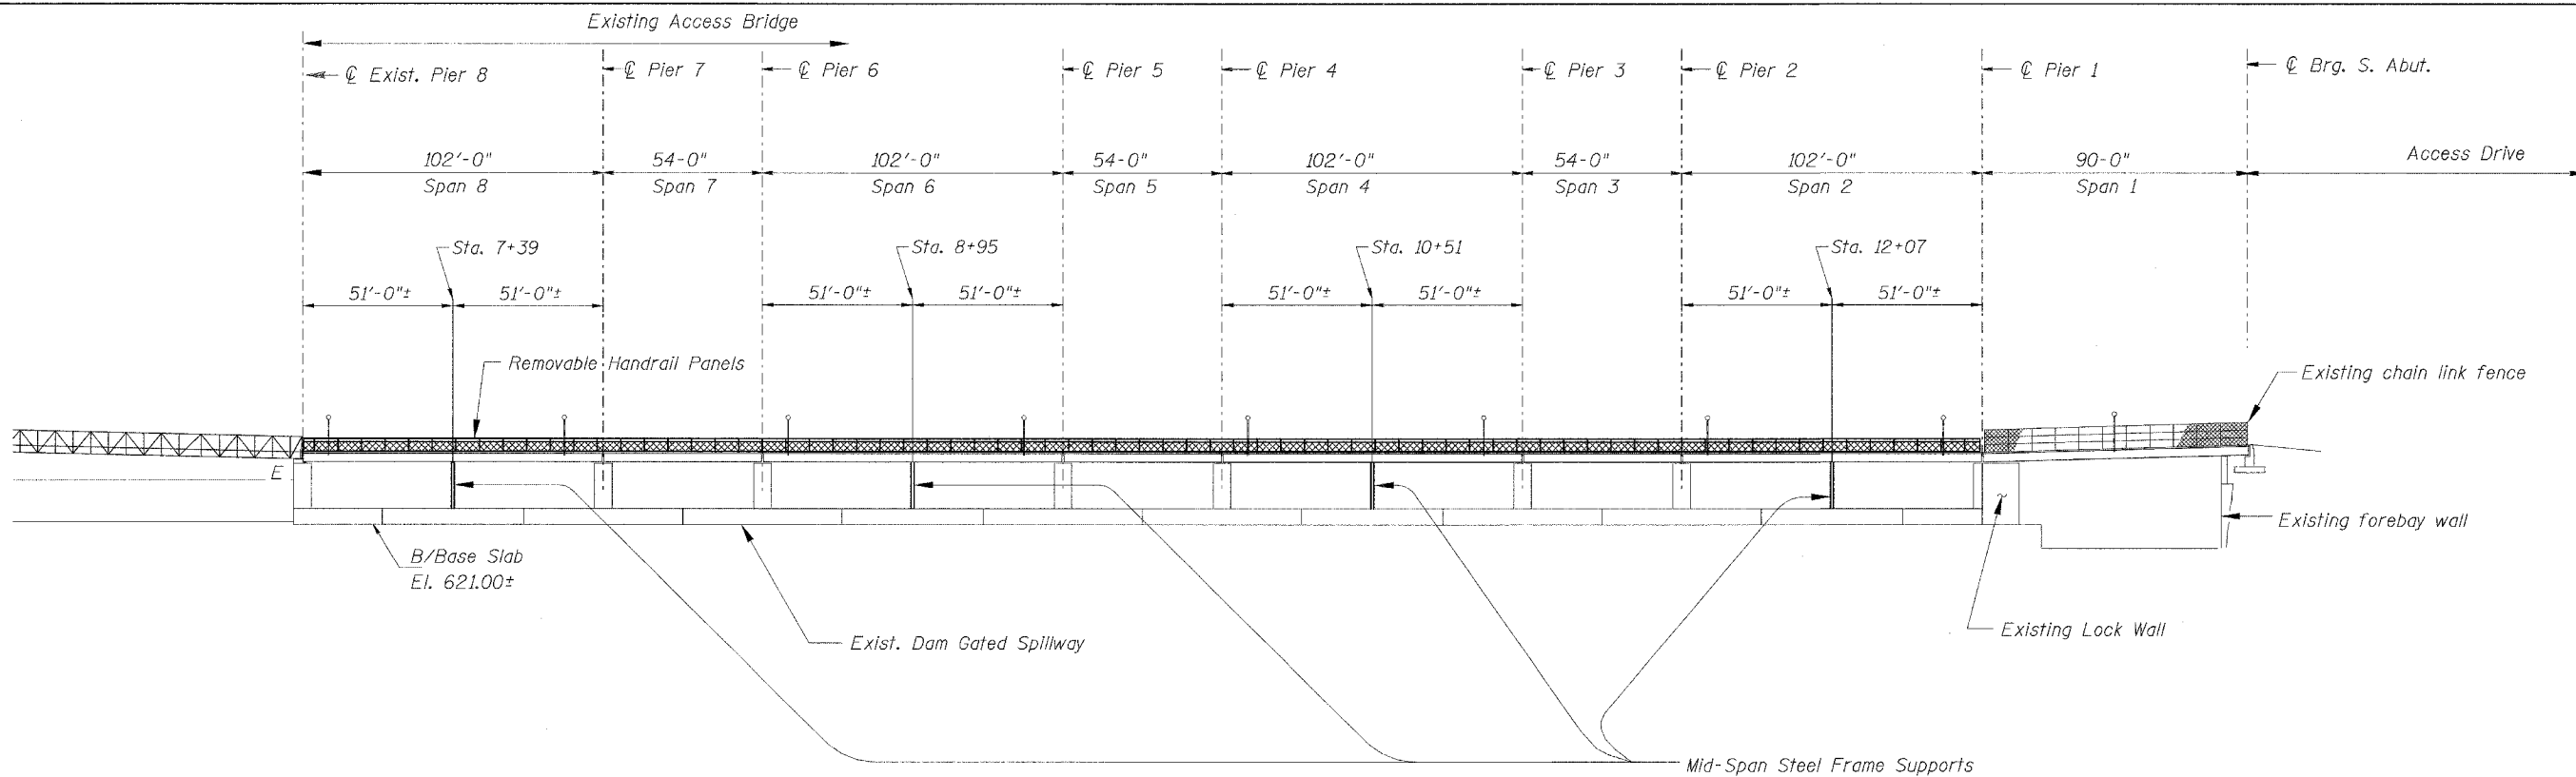 Existing Access Bridge
℄ Exist. Pier 8
℄ Pier 7
℄ Pier 6
℄ Pier 5
℄ Pier 4
℄ Pier 3
℄ Pier 2
℄ Pier 1
℄ Brg. S. Abut.
102'-0"
54-0"
102'-0"
54-0"
102'-0"
54-0"
102'-0"
90-0"
Access Drive
Span 8
Span 7
Span 6
Span 5
Span 4
Span 3
Span 2
Span 1
Sta. 7+39
Sta. 8+95
Sta. 10+51
Sta. 12+07
51'-0"±
51'-0"±
51'-0"±
51'-0"±
51'-0"±
51'-0"±
51'-0"±
51'-0"±
Removable Handrail Panels
Existing chain link fence
E
Existing forebay wall
B/Base Slab
El. 621.00±
Exist. Dam Gated Spillway
Existing Lock Wall
Mid-Span Steel Frame Supports